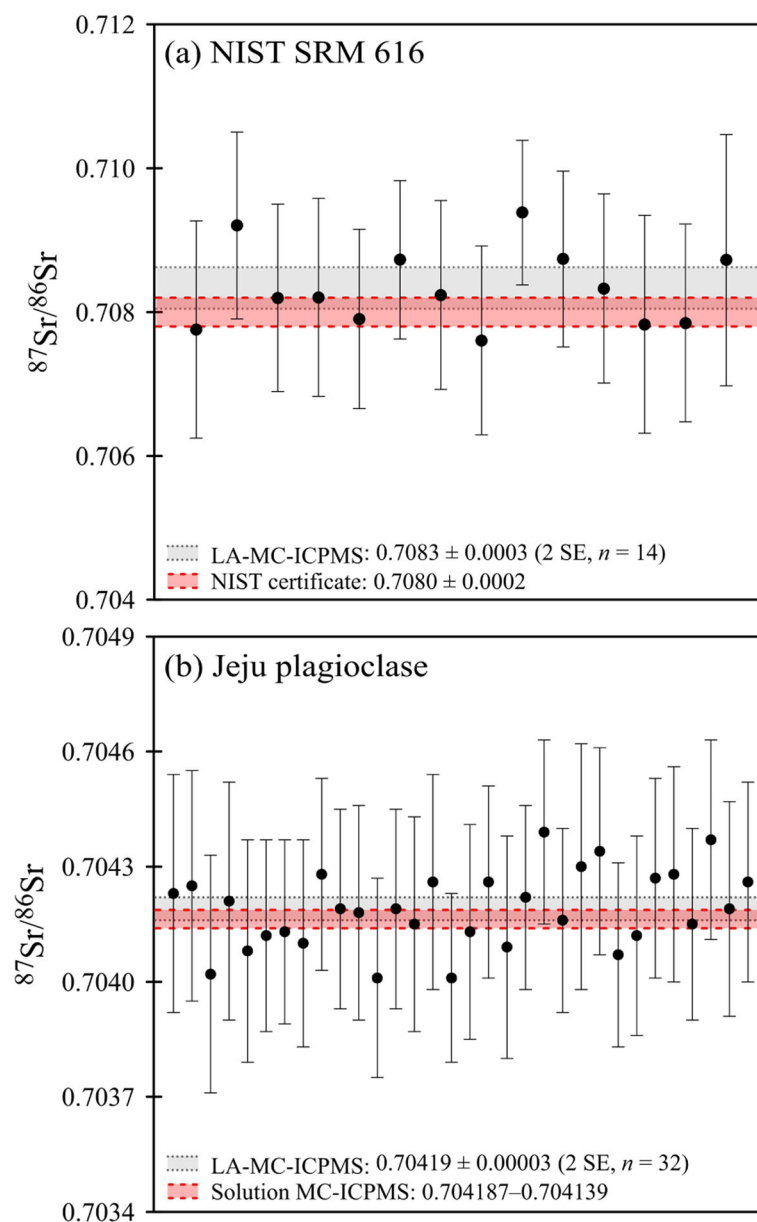 0.712
(a) NIST SRM 616
0.710
0.708
0.706
0.704
⁸⁷Sr/⁸⁶Sr
LA-MC-ICPMS: 0.7083 ± 0.0003 (2 SE, n = 14)
NIST certificate: 0.7080 ± 0.0002
0.7049
(b) Jeju plagioclase
0.7046
0.7043
0.7040
0.7037
0.7034
⁸⁷Sr/⁸⁶Sr
LA-MC-ICPMS: 0.70419 ± 0.00003 (2 SE, n = 32)
Solution MC-ICPMS: 0.704187–0.704139